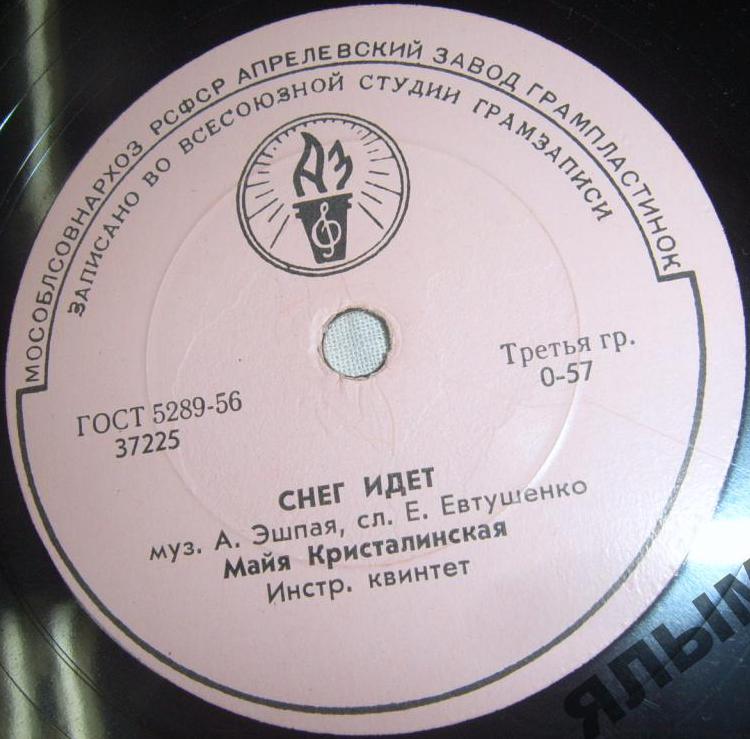 МОСОБЛСОВНАРХОЗ РСФСР АПРЕЛЕВСКИЙ ЗАВОД ГРАМПЛАСТИНОК
ЗАПИСАНО ВО ВСЕСОЮЗНОЙ СТУДИИ ГРАМЗАПИСИ
АЗ
ГОСТ 5289-56
37225
Третья гр.
0-57
СНЕГ ИДЕТ
муз. А. Эшпая, сл. Е. Евтушенко
Майя Кристалинская
Инстр. квинтет
ЯЛЫМ